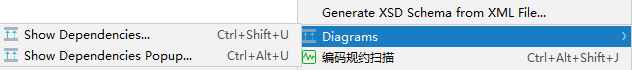 Generate XSD Schema from XML File...
Show Dependencies... Ctrl+Shift+U
Diagrams
Show Dependencies Popup... Ctrl+Alt+U
编码规约扫描 Ctrl+Alt+Shift+J